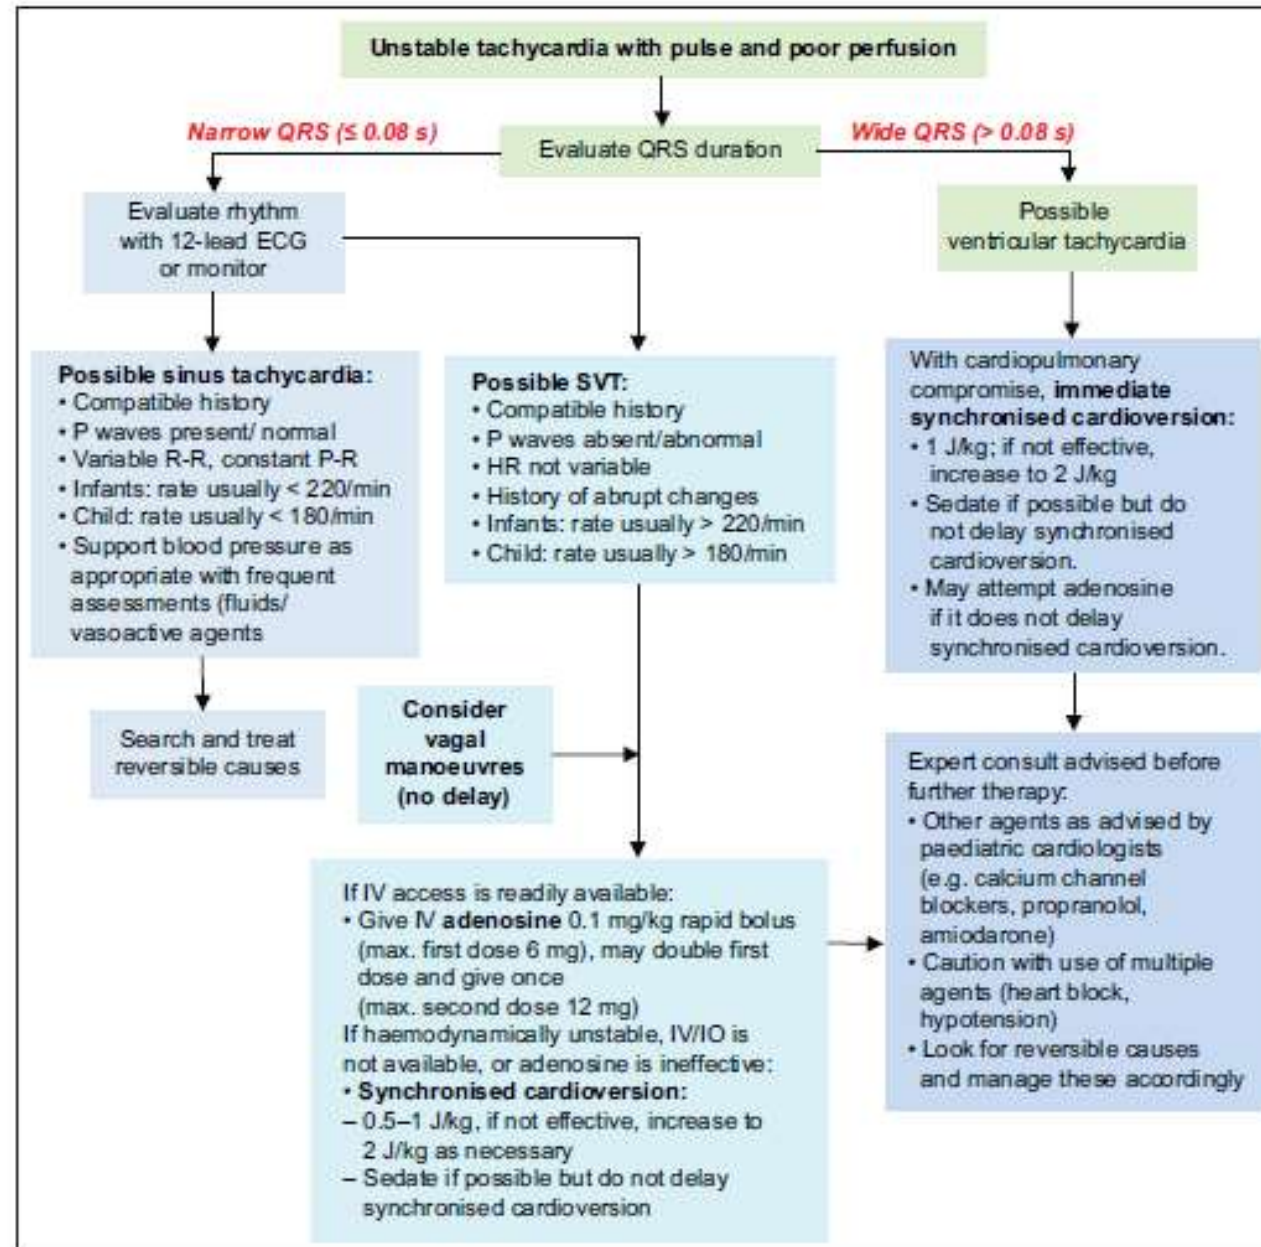 Unstable tachycardia with pulse and poor perfusion
Narrow QRS (≤ 0.08 s)
Evaluate QRS duration
Wide QRS (> 0.08 s)
Evaluate rhythm
with 12-lead ECG
or monitor
Possible
ventricular tachycardia
Possible sinus tachycardia:
• Compatible history
• P waves present/ normal
• Variable R-R, constant P-R
• Infants: rate usually < 220/min
• Child: rate usually < 180/min
• Support blood pressure as
appropriate with frequent
assessments (fluids/
vasoactive agents
Search and treat
reversible causes
Possible SVT:
• Compatible history
• P waves absent/abnormal
• HR not variable
• History of abrupt changes
• Infants: rate usually > 220/min
• Child: rate usually > 180/min
Consider
vagal
manoeuvres
(no delay)
If IV access is readily available:
• Give IV adenosine 0.1 mg/kg rapid bolus
(max. first dose 6 mg), may double first
dose and give once
(max. second dose 12 mg)
If haemodynamically unstable, IV/IO is
not available, or adenosine is ineffective:
• Synchronised cardioversion:
– 0.5–1 J/kg, if not effective, increase to
2 J/kg as necessary
– Sedate if possible but do not delay
synchronised cardioversion
With cardiopulmonary
compromise, immediate
synchronised cardioversion:
• 1 J/kg; if not effective,
increase to 2 J/kg
• Sedate if possible but do
not delay synchronised
cardioversion.
• May attempt adenosine
if it does not delay
synchronised cardioversion.
Expert consult advised before
further therapy:
• Other agents as advised by
paediatric cardiologists
(e.g. calcium channel
blockers, propranolol,
amiodarone)
• Caution with use of multiple
agents (heart block,
hypotension)
• Look for reversible causes
and manage these accordingly